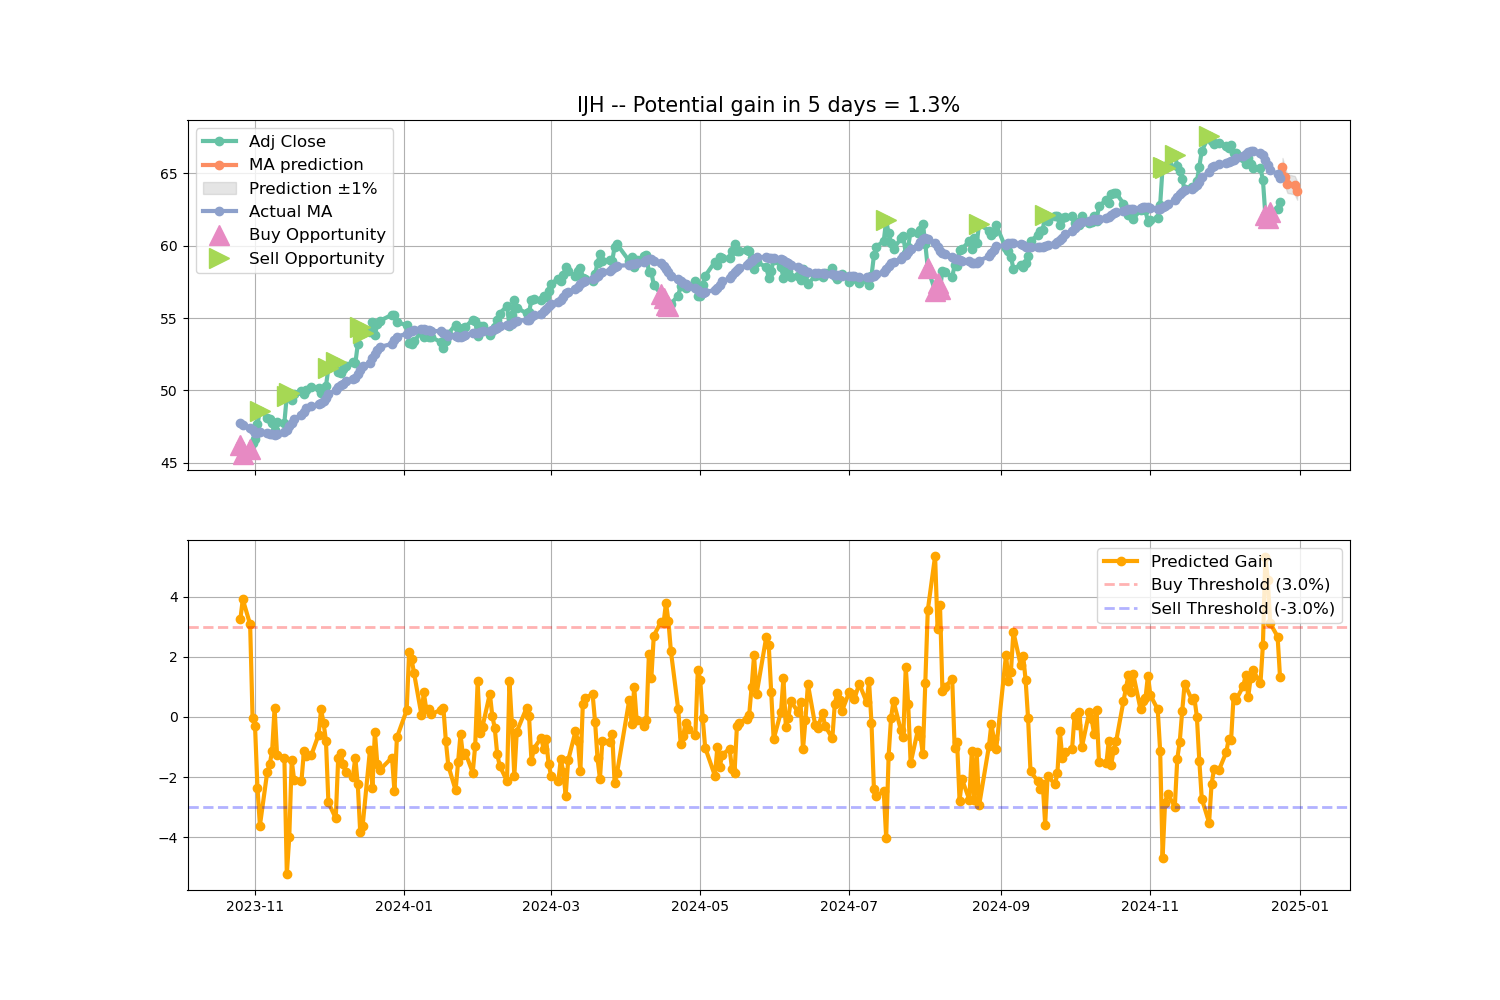 IJH -- Potential gain in 5 days = 1.3%
Adj Close
MA prediction
Prediction ±1%
Actual MA
Buy Opportunity
Sell Opportunity
65
60
55
50
45
Predicted Gain
Buy Threshold (3.0%)
Sell Threshold (-3.0%)
4
2
0
−2
−4
2023-11 2024-01 2024-03 2024-05 2024-07 2024-09 2024-11 2025-01